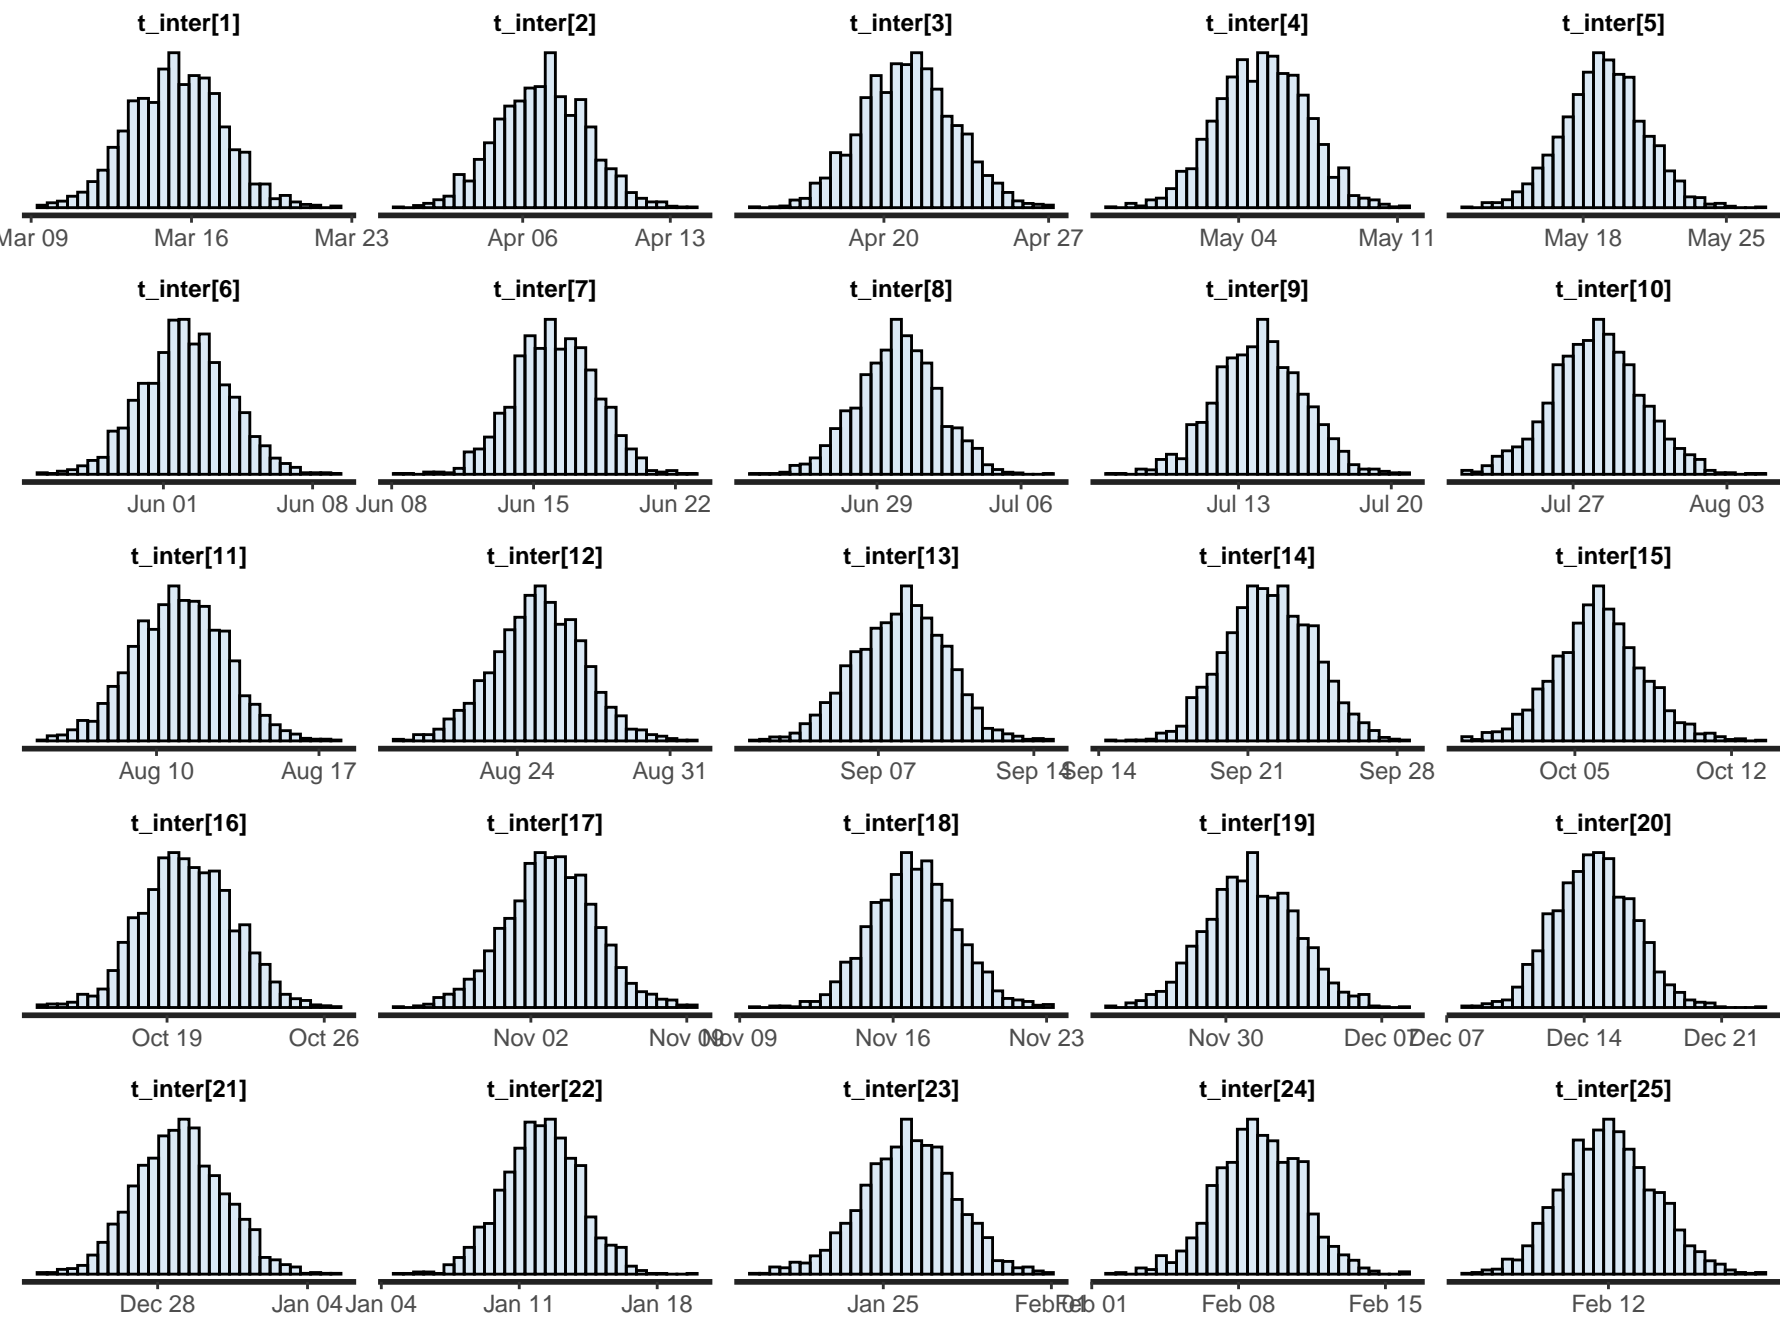 t_inter[1] t_inter[2] t_inter[3] t_inter[4] t_inter[5]
Mar 09 Mar 16 Mar 23 Apr 06 Apr 13 Apr 20 Apr 27 May 04 May 11 May 18 May 25
t_inter[6] t_inter[7] t_inter[8] t_inter[9] t_inter[10]
Jun 01 Jun 08 Jun 08 Jun 15 Jun 22 Jun 29 Jul 06 Jul 13 Jul 20 Jul 27 Aug 03
t_inter[11] t_inter[12] t_inter[13] t_inter[14] t_inter[15]
Aug 10 Aug 17 Aug 24 Aug 31 Sep 07 Sep 14 Sep 14 Sep 21 Sep 28 Oct 05 Oct 12
t_inter[16] t_inter[17] t_inter[18] t_inter[19] t_inter[20]
Oct 19 Oct 26 Nov 02 Nov 09 Nov 09 Nov 16 Nov 23 Nov 30 Dec 07 Dec 07 Dec 14 Dec 21
t_inter[21] t_inter[22] t_inter[23] t_inter[24] t_inter[25]
Dec 28 Jan 04 Jan 04 Jan 11 Jan 18 Jan 25 Feb 01 Feb 01 Feb 08 Feb 15 Feb 12